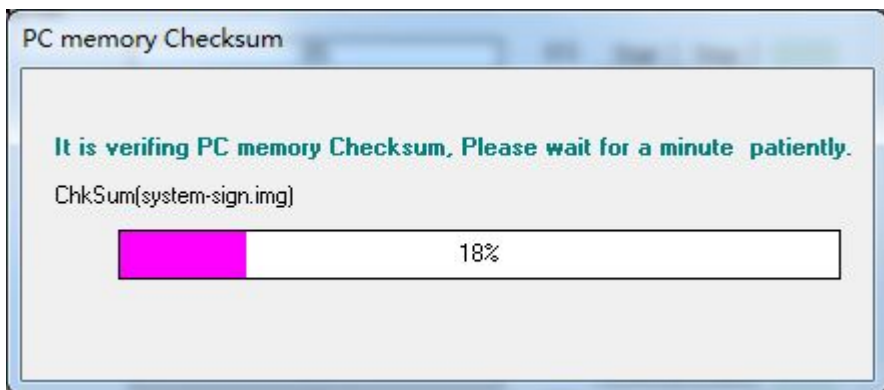 PC memory Checksum
It is verifing PC memory Checksum, Please wait for a minute  patiently.
ChkSum(system-sign.img)
18%